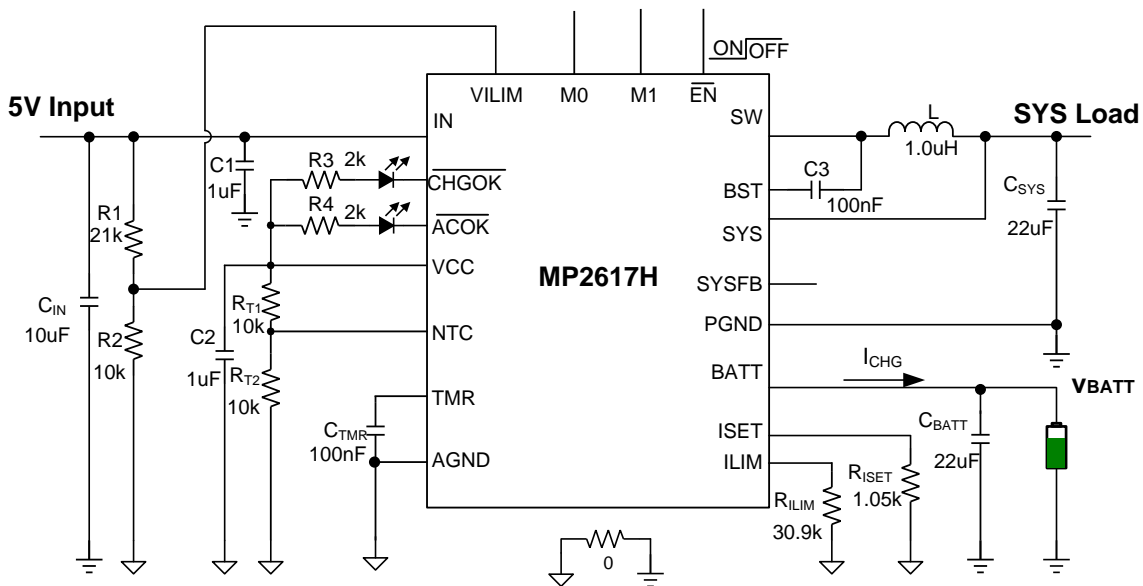 ON OFF
VILIM M0 M1 EN
5V Input
IN
SW
L
1.0uH
SYS Load
C1
1uF
R3 2k
CHGOK
R4 2k
ACOK
BST
C3
100nF
CSYS
22uF
R1
21k
SYS
VCC
MP2617H
SYSFB
CIN
10uF
RT1
10k
R2
10k
C2
1uF
NTC
PGND
RT2
10k
BATT
ICHG
VBATT
TMR
CTMR
100nF
ISET
CBATT
22uF
AGND
ILIM
RISET
1.05k
RILIM
30.9k
0